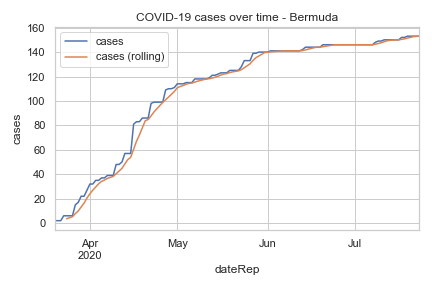 COVID-19 cases over time - Bermuda
cases
cases (rolling)
160
140
120
100
80
60
40
20
0
cases
Apr
2020
May
Jun
Jul
dateRep